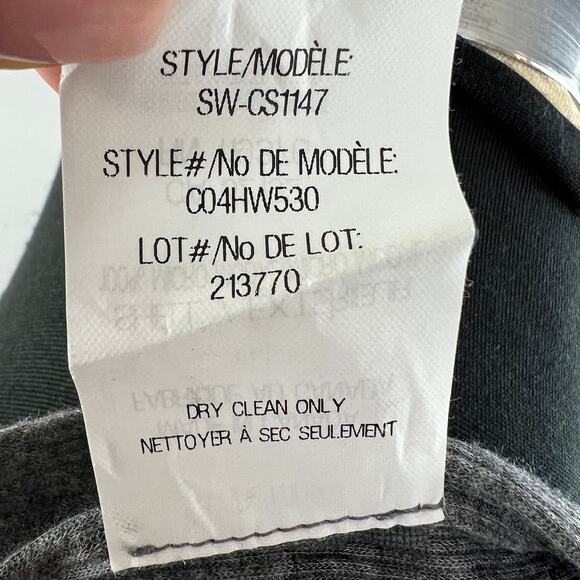 STYLE/MODÈLE:
SW-CS1147
STYLE#/No DE MODÈLE:
C04HW530
LOT#/No DE LOT:
213770
DRY CLEAN ONLY
NETTOYER À SEC SEULEMENT